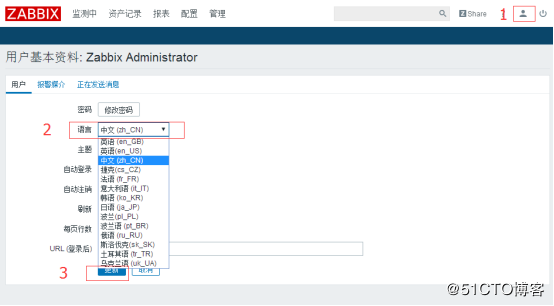 ZABBIX 监测中 资产记录 报表 配置 管理 Z Share 1
用户基本资料: Zabbix Administrator
用户 报警媒介 正在发送消息
密码 修改密码
2 语言 中文 (zh_CN)
主题 英语 (en_GB)
英语 (en_US)
中文 (zh_CN)
自动登录 捷克 (cs_CZ)
法语 (fr_FR)
自动注销 意大利语 (it_IT)
韩语 (ko_KR)
刷新 日语 (ja_JP)
波兰(pl_PL)
每页行数 波兰语 (pt_BR)
俄语 (ru_RU)
URL (登录后) 斯洛伐克(sk_SK)
土耳其语 (tr_TR)
乌克兰语 (uk_UA)
3 更新 取消
@51CTO博客